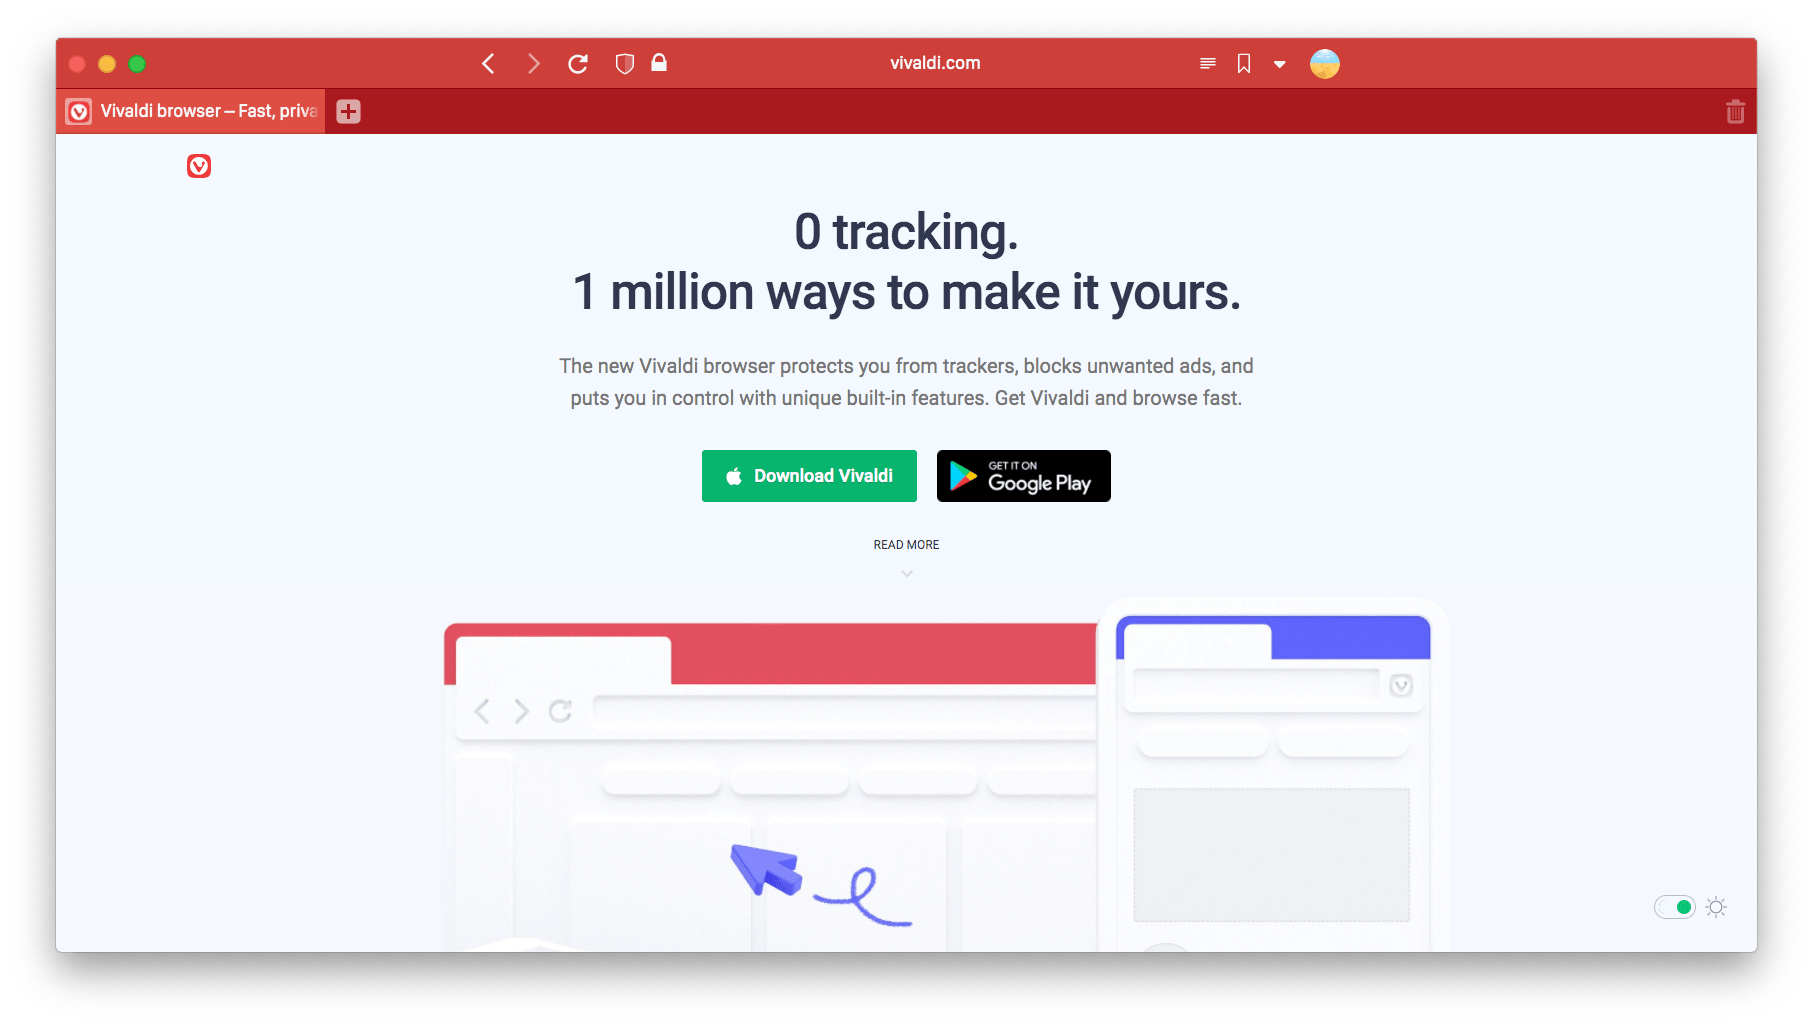 vivaldi.com
Vivaldi browser – Fast, priva
0 tracking.
1 million ways to make it yours.
The new Vivaldi browser protects you from trackers, blocks unwanted ads, and
puts you in control with unique built-in features. Get Vivaldi and browse fast.
Download Vivaldi
GET IT ON
Google Play
READ MORE